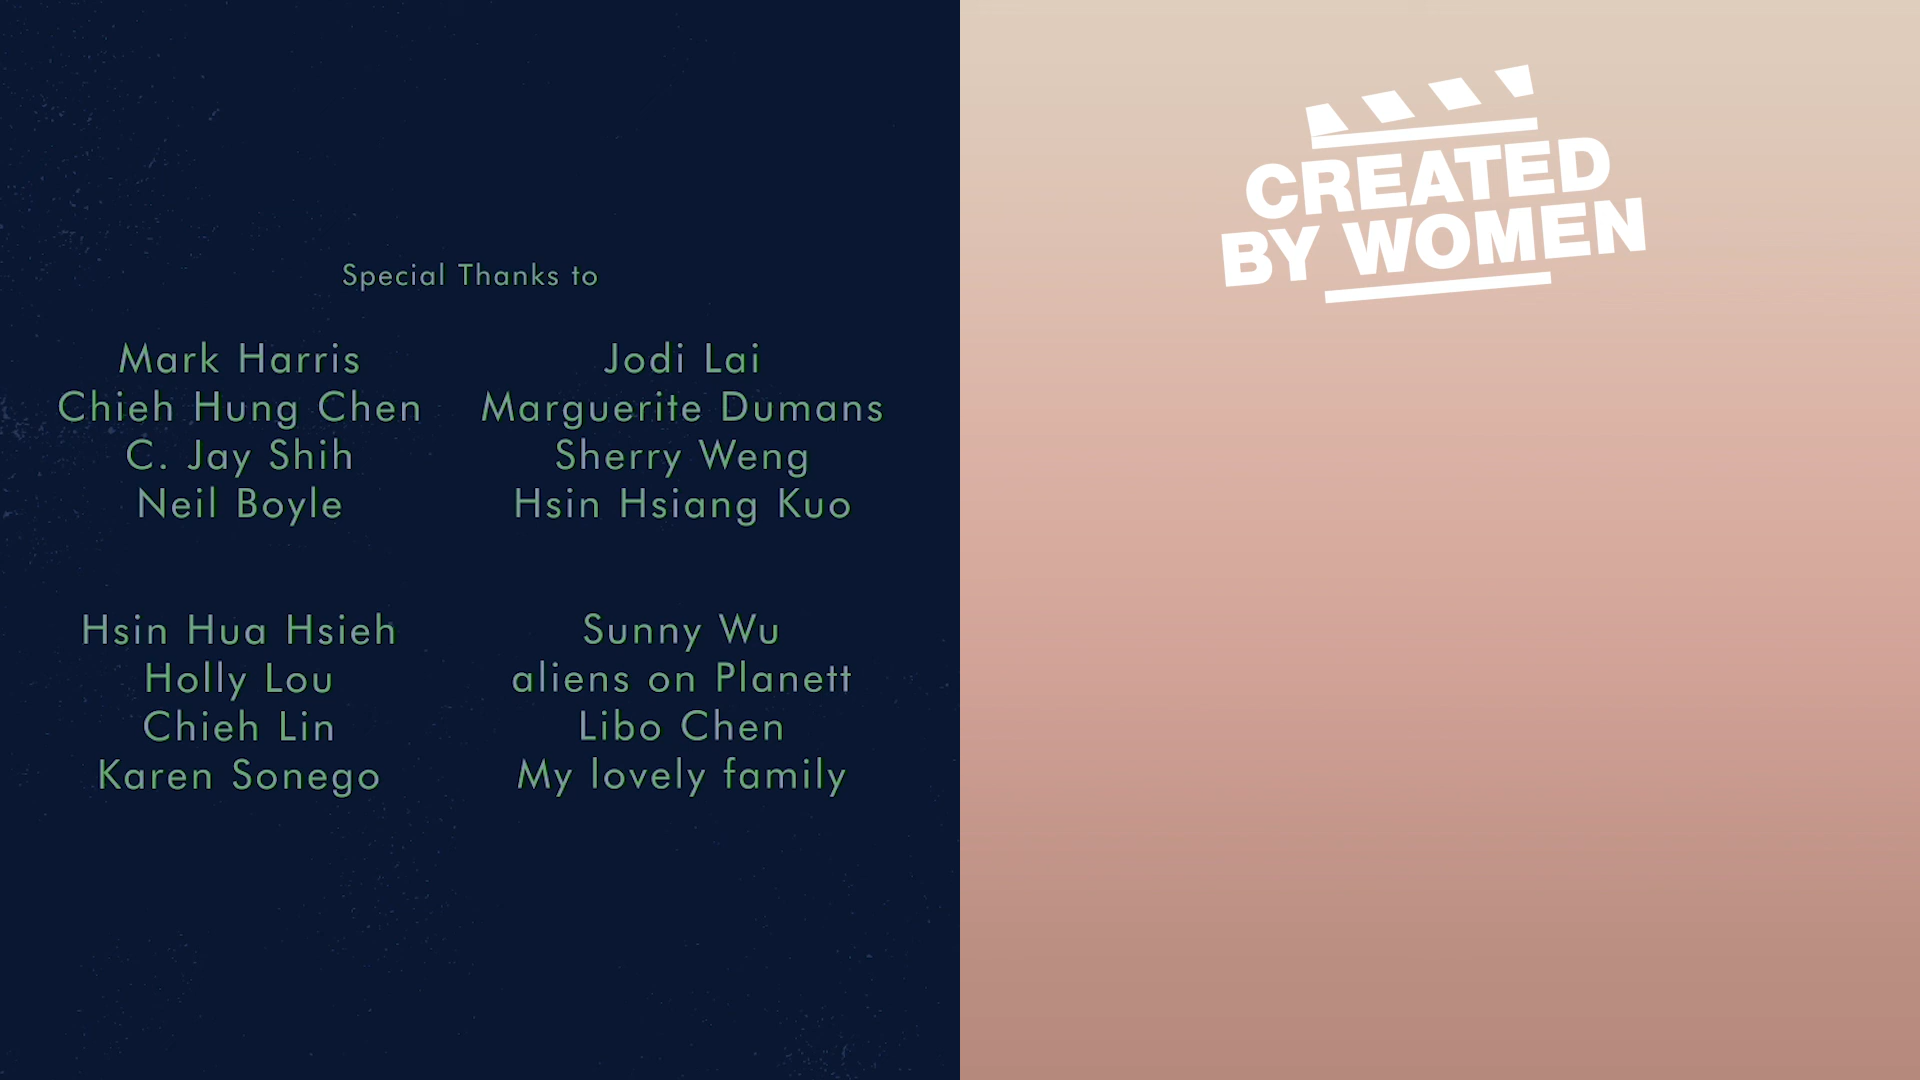 Special Thanks to
Mark Harris
Chieh Hung Chen
C. Jay Shih
Neil Boyle
Jodi Lai
Marguerite Dumans
Sherry Weng
Hsin Hsiang Kuo
Hsin Hua Hsieh
Holly Lou
Chieh Lin
Karen Sonego
Sunny Wu
aliens on Planett
Libo Chen
My lovely family
CREATED
BY WOMEN